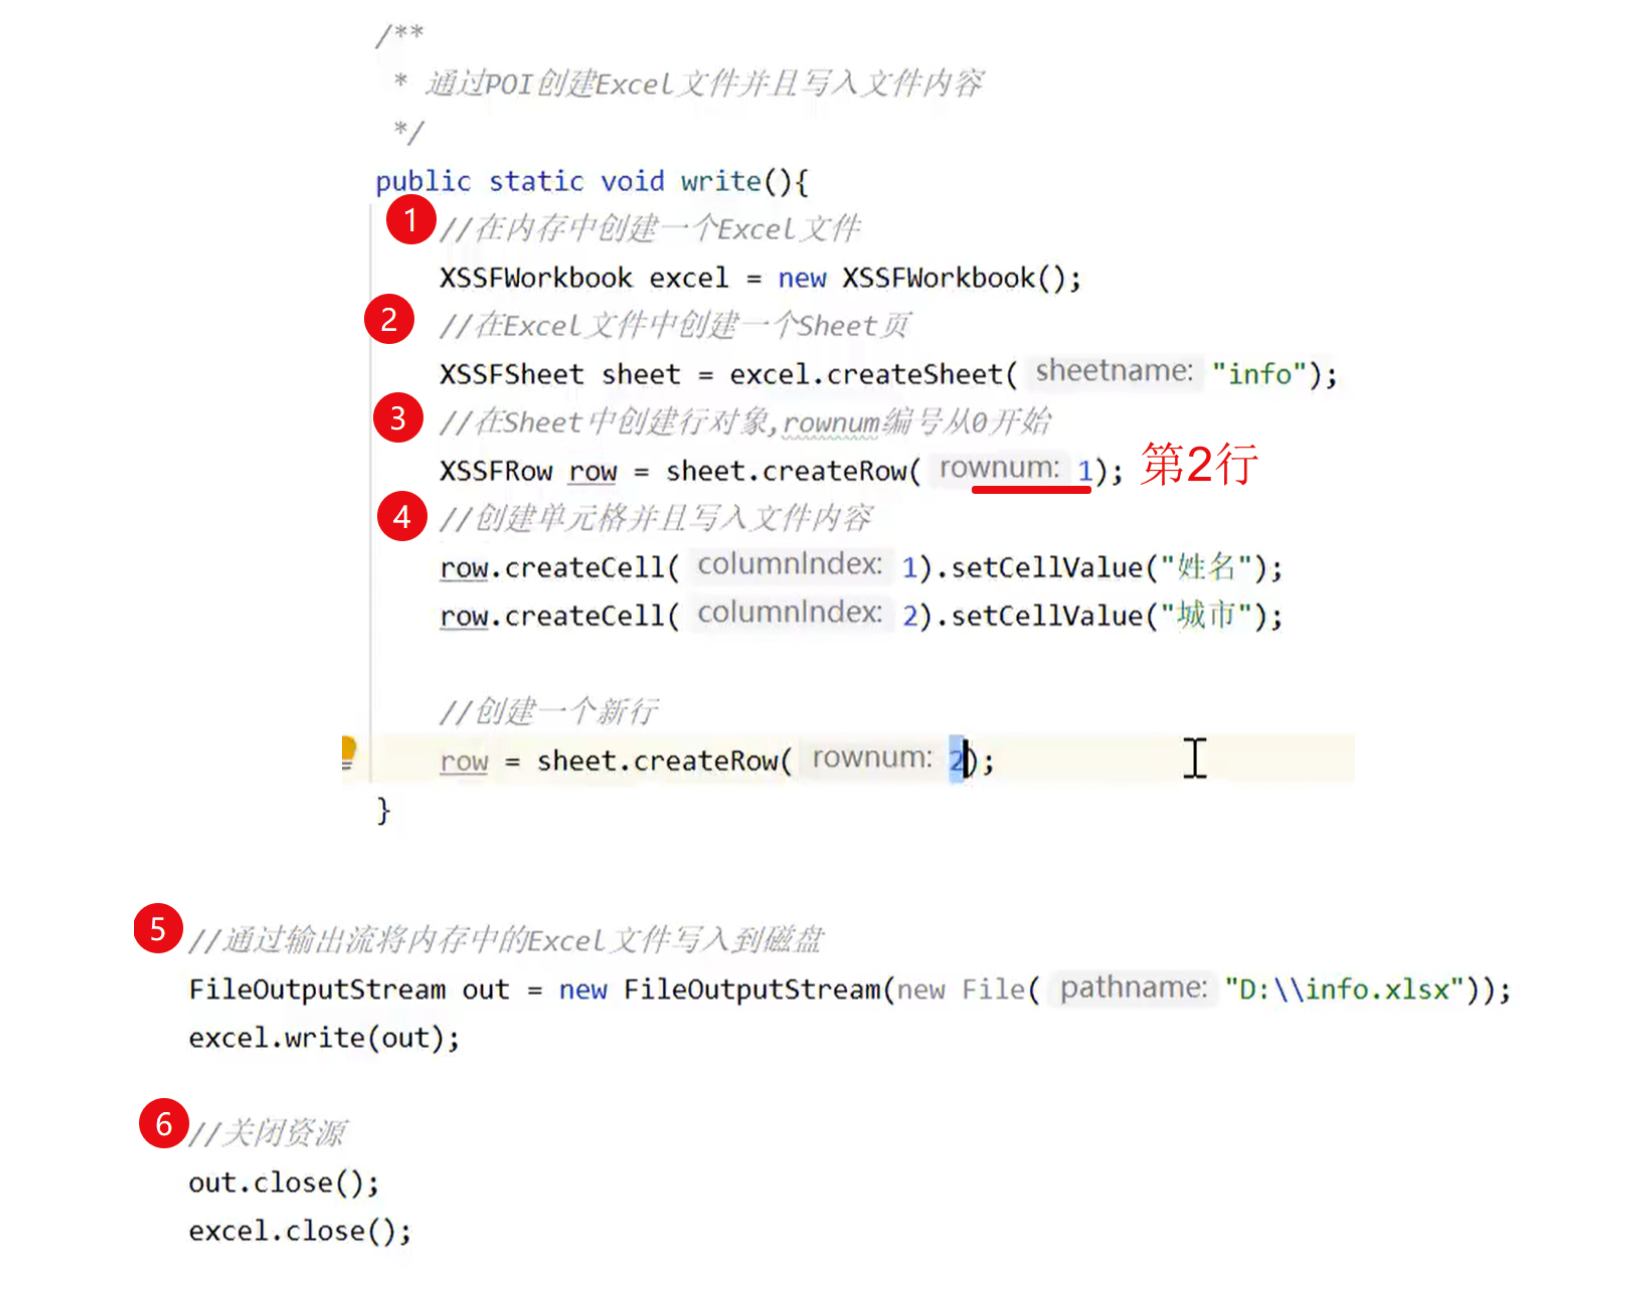 /**
* 通过POI创建Excel文件并且写入文件内容
*/
public static void write(){
1 //在内存中创建一个Excel文件
XSSFWorkbook excel = new XSSFWorkbook();
2 //在Excel文件中创建一个Sheet页
XSSFSheet sheet = excel.createSheet( sheetname: "info");
3 //在Sheet中创建行对象,rownum编号从0开始
XSSFRow row = sheet.createRow( rownum: 1); 第2行
4 //创建单元格并且写入文件内容
row.createCell( columnIndex: 1).setCellValue("姓名");
row.createCell( columnIndex: 2).setCellValue("城市");
//创建一个新行
row = sheet.createRow( rownum: 2);
}
5 //通过输出流将内存中的Excel文件写入到磁盘
FileOutputStream out = new FileOutputStream(new File( pathname: "D:\\info.xlsx"));
excel.write(out);
6 //关闭资源
out.close();
excel.close();